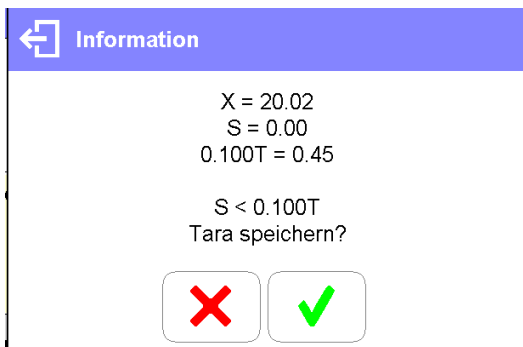 Information
X = 20.02
S = 0.00
0.100T = 0.45
S < 0.100T
Tara speichern?